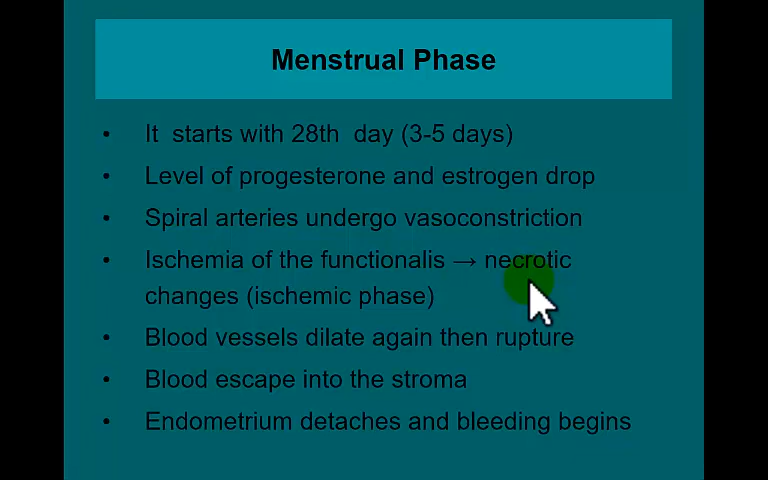 Menstrual Phase
• It starts with 28th day (3-5 days)
• Level of progesterone and estrogen drop
• Spiral arteries undergo vasoconstriction
• Ischemia of the functionalis → necrotic
changes (ischemic phase)
• Blood vessels dilate again then rupture
• Blood escape into the stroma
• Endometrium detaches and bleeding begins